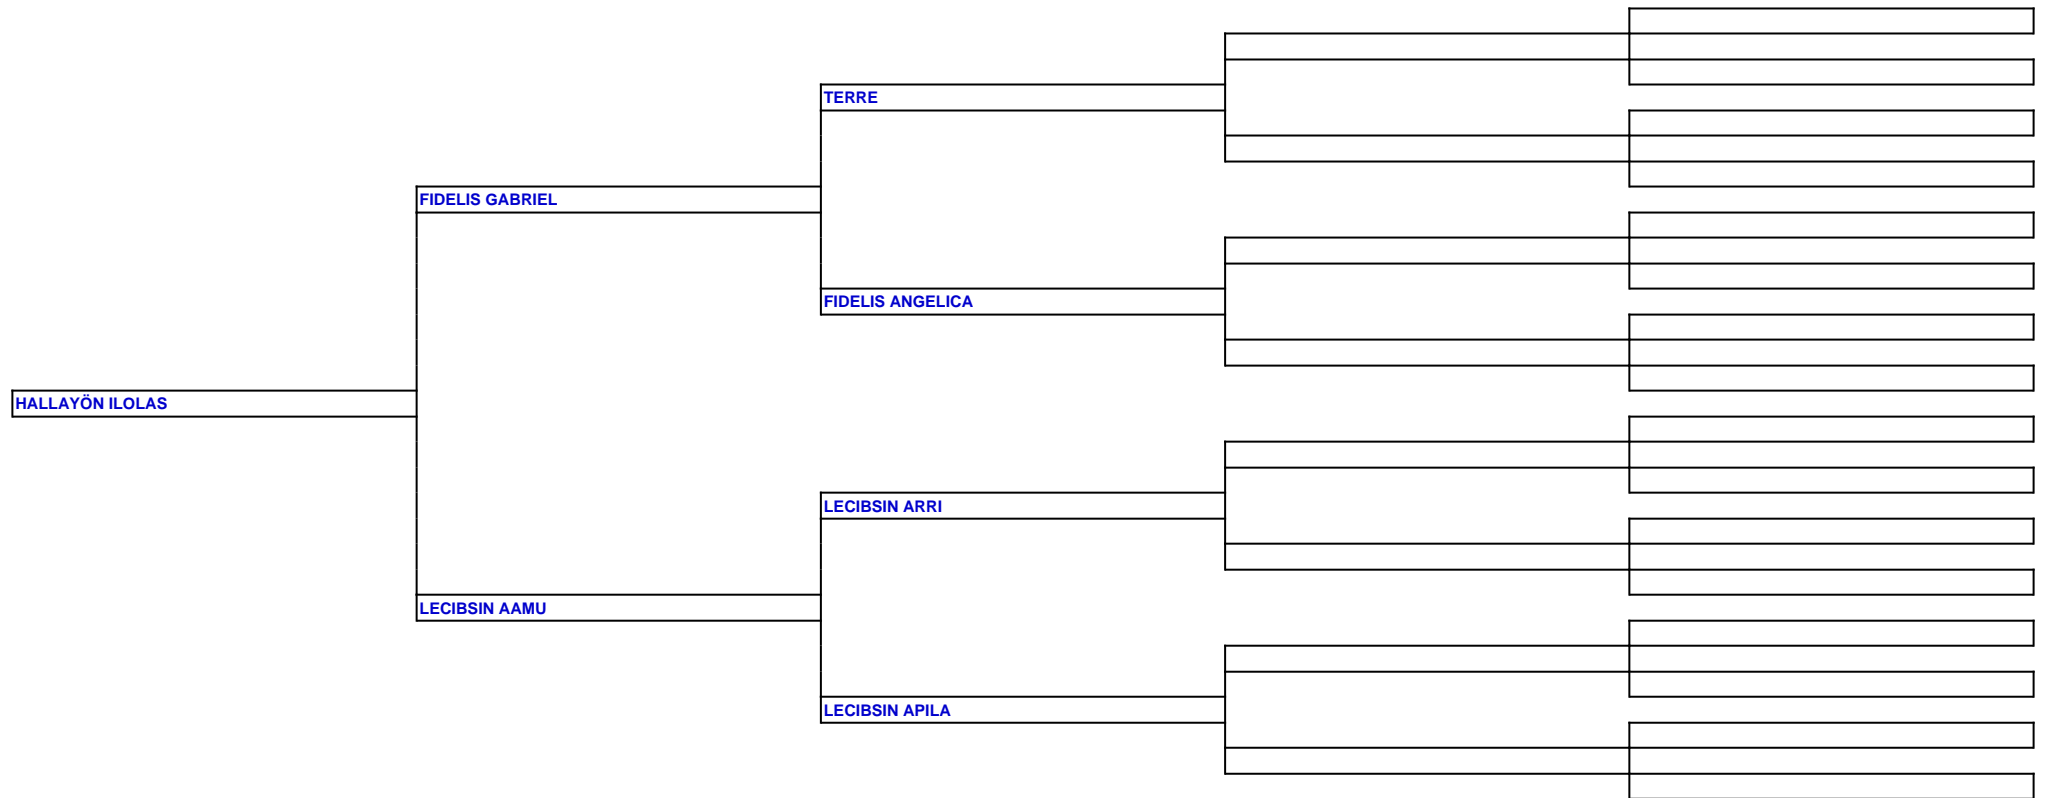 TERRE
FIDELIS GABRIEL
FIDELIS ANGELICA
HALLAYÖN ILOLAS
LECIBSIN ARRI
LECIBSIN AAMU
LECIBSIN APILA